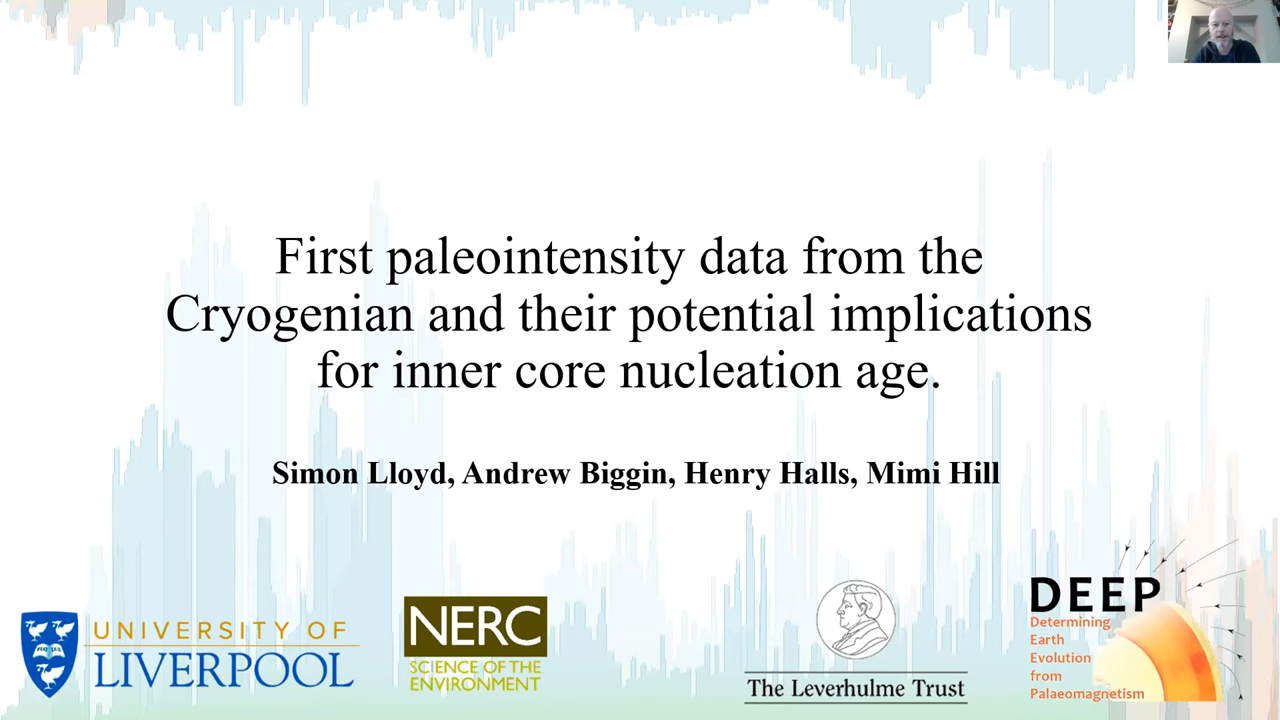 First paleointensity data from the
Cryogenian and their potential implications
for inner core nucleation age.
Simon Lloyd, Andrew Biggin, Henry Halls, Mimi Hill
UNIVERSITY OF
LIVERPOOL
NERC
SCIENCE OF THE
ENVIRONMENT
The Leverhulme Trust
DEEP
Determining
Earth
Evolution
from
Palaeomagnetism